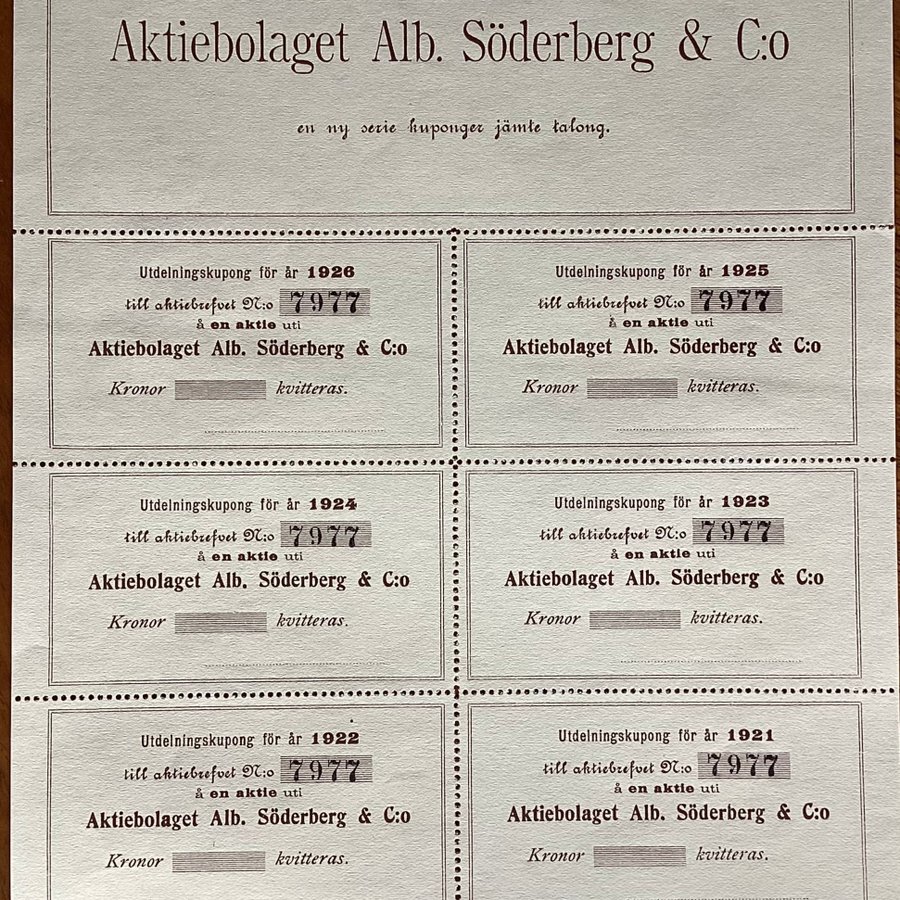 Aktiebolaget Alb. Söderberg & C:o
en ny serie kuponger jämte talong.
Utdelningskupong för år 1926
till aktiebrefvet N:o 7977
å en aktie uti
Aktiebolaget Alb. Söderberg & C:o
Kronor kvitteras.
Utdelningskupong för år 1925
till aktiebrefvet N:o 7977
å en aktie uti
Aktiebolaget Alb. Söderberg & C:o
Kronor kvitteras.
Utdelningskupong för år 1924
till aktiebrefvet N:o 7977
å en aktie uti
Aktiebolaget Alb. Söderberg & C:o
Kronor kvitteras.
Utdelningskupong för år 1923
till aktiebrefvet N:o 7977
å en aktie uti
Aktiebolaget Alb. Söderberg & C:o
Kronor kvitteras.
Utdelningskupong för år 1922
till aktiebrefvet N:o 7977
å en aktie uti
Aktiebolaget Alb. Söderberg & C:o
Kronor kvitteras.
Utdelningskupong för år 1921
till aktiebrefvet N:o 7977
å en aktie uti
Aktiebolaget Alb. Söderberg & C:o
Kronor kvitteras.